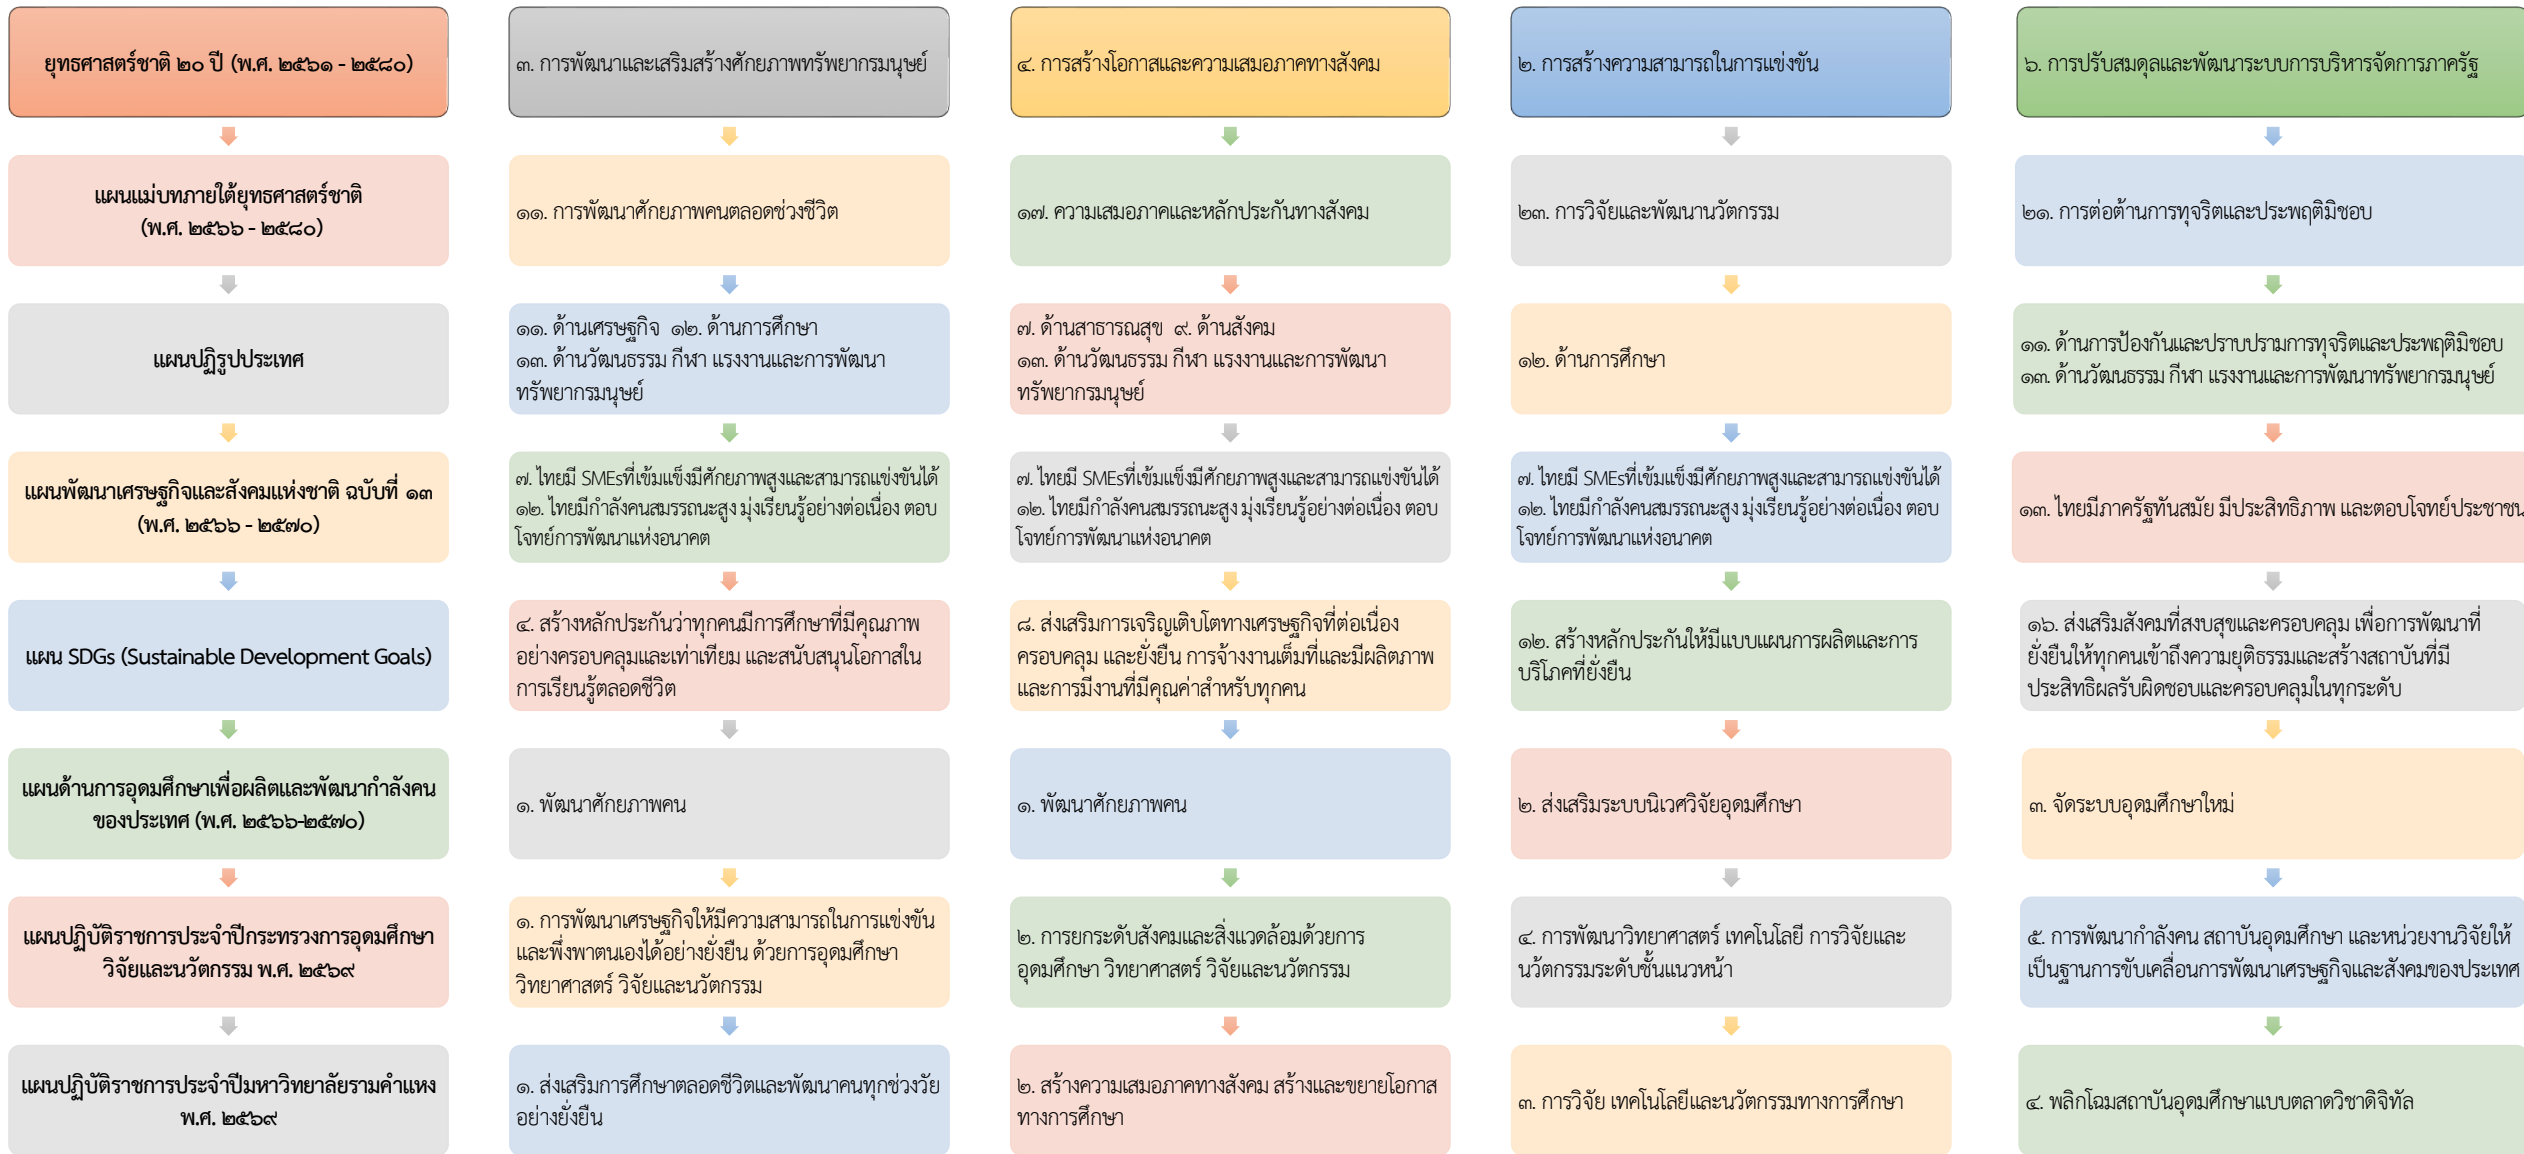 ยุทธศาสตร์ชาติ ๒๐ ปี (พ.ศ. ๒๕๖๑ - ๒๕๘๐)
๓. การพัฒนาและเสริมสร้างศักยภาพทรัพยากรมนุษย์
๔. การสร้างโอกาสและความเสมอภาคทางสังคม
๒. การสร้างความสามารถในการแข่งขัน
๖. การปรับสมดุลและพัฒนาระบบการบริหารจัดการภาครัฐ
แผนแม่บทภายใต้ยุทธศาสตร์ชาติ
(พ.ศ. ๒๕๖๖ - ๒๕๘๐)
๑๑. การพัฒนาศักยภาพคนตลอดช่วงชีวิต
๑๗. ความเสมอภาคและหลักประกันทางสังคม
๒๓. การวิจัยและพัฒนานวัตกรรม
๒๑. การต่อต้านการทุจริตและประพฤติมิชอบ
แผนปฏิรูปประเทศ
๑๑. ด้านเศรษฐกิจ ๑๒. ด้านการศึกษา
๑๓. ด้านวัฒนธรรม กีฬา แรงงานและการพัฒนา
ทรัพยากรมนุษย์
๗. ด้านสาธารณสุข ๙. ด้านสังคม
๑๓. ด้านวัฒนธรรม กีฬา แรงงานและการพัฒนา
ทรัพยากรมนุษย์
๑๒. ด้านการศึกษา
๑๑. ด้านการป้องกันและปราบปรามการทุจริตและประพฤติมิชอบ
๑๓. ด้านวัฒนธรรม กีฬา แรงงานและการพัฒนาทรัพยากรมนุษย์
แผนพัฒนาเศรษฐกิจและสังคมแห่งชาติ ฉบับที่ ๑๓
(พ.ศ. ๒๕๖๖ - ๒๕๗๐)
๗. ไทยมี SMEsที่เข้มแข็งมีศักยภาพสูงและสามารถแข่งขันได้
๑๒. ไทยมีกำลังคนสมรรถนะสูง มุ่งเรียนรู้อย่างต่อเนื่อง ตอบ
โจทย์การพัฒนาแห่งอนาคต
๗. ไทยมี SMEsที่เข้มแข็งมีศักยภาพสูงและสามารถแข่งขันได้
๑๒. ไทยมีกำลังคนสมรรถนะสูง มุ่งเรียนรู้อย่างต่อเนื่อง ตอบ
โจทย์การพัฒนาแห่งอนาคต
๗. ไทยมี SMEsที่เข้มแข็งมีศักยภาพสูงและสามารถแข่งขันได้
๑๒. ไทยมีกำลังคนสมรรถนะสูง มุ่งเรียนรู้อย่างต่อเนื่อง ตอบ
โจทย์การพัฒนาแห่งอนาคต
๑๓. ไทยมีภาครัฐทันสมัย มีประสิทธิภาพ และตอบโจทย์ประชาชน
แผน SDGs (Sustainable Development Goals)
๔. สร้างหลักประกันว่าทุกคนมีการศึกษาที่มีคุณภาพ
อย่างครอบคลุมและเท่าเทียม และสนับสนุนโอกาสใน
การเรียนรู้ตลอดชีวิต
๘. ส่งเสริมการเจริญเติบโตทางเศรษฐกิจที่ต่อเนื่อง
ครอบคลุม และยั่งยืน การจ้างงานเต็มที่และมีผลิตภาพ
และการมีงานที่มีคุณค่าสำหรับทุกคน
๑๒. สร้างหลักประกันให้มีแบบแผนการผลิตและการ
บริโภคที่ยั่งยืน
๑๖. ส่งเสริมสังคมที่สงบสุขและครอบคลุม เพื่อการพัฒนาที่
ยั่งยืนให้ทุกคนเข้าถึงความยุติธรรมและสร้างสถาบันที่มี
ประสิทธิผลรับผิดชอบและครอบคลุมในทุกระดับ
แผนด้านการอุดมศึกษาเพื่อผลิตและพัฒนากำลังคน
ของประเทศ (พ.ศ. ๒๕๖๖-๒๕๗๐)
๑. พัฒนาศักยภาพคน
๑. พัฒนาศักยภาพคน
๒. ส่งเสริมระบบนิเวศวิจัยอุดมศึกษา
๓. จัดระบบอุดมศึกษาใหม่
แผนปฏิบัติราชการประจำปีกระทรวงการอุดมศึกษา
วิจัยและนวัตกรรม พ.ศ. ๒๕๖๙
๑. การพัฒนาเศรษฐกิจให้มีความสามารถในการแข่งขัน
และพึ่งพาตนเองได้อย่างยั่งยืน ด้วยการอุดมศึกษา
วิทยาศาสตร์ วิจัยและนวัตกรรม
๒. การยกระดับสังคมและสิ่งแวดล้อมด้วยการ
อุดมศึกษา วิทยาศาสตร์ วิจัยและนวัตกรรม
๔. การพัฒนาวิทยาศาสตร์ เทคโนโลยี การวิจัยและ
นวัตกรรมระดับชั้นแนวหน้า
๕. การพัฒนากำลังคน สถาบันอุดมศึกษา และหน่วยงานวิจัยให้
เป็นฐานการขับเคลื่อนการพัฒนาเศรษฐกิจและสังคมของประเทศ
แผนปฏิบัติราชการประจำปีมหาวิทยาลัยรามคำแหง
พ.ศ. ๒๕๖๙
๑. ส่งเสริมการศึกษาตลอดชีวิตและพัฒนาคนทุกช่วงวัย
อย่างยั่งยืน
๒. สร้างความเสมอภาคทางสังคม สร้างและขยายโอกาส
ทางการศึกษา
๓. การวิจัย เทคโนโลยีและนวัตกรรมทางการศึกษา
๔. พลิกโฉมสถาบันอุดมศึกษาแบบตลาดวิชาดิจิทัล